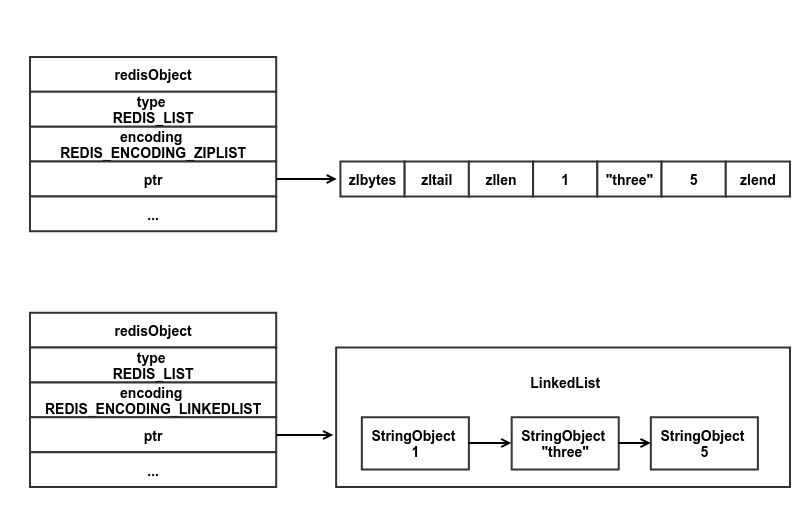 redisObject
type
REDIS_LIST
encoding
REDIS_ENCODING_ZIPLIST
ptr
...
zlbytes zltail zllen 1 "three" 5 zlend
redisObject
type
REDIS_LIST
encoding
REDIS_ENCODING_LINKEDLIST
ptr
...
LinkedList
StringObject StringObject StringObject
1 "three" 5